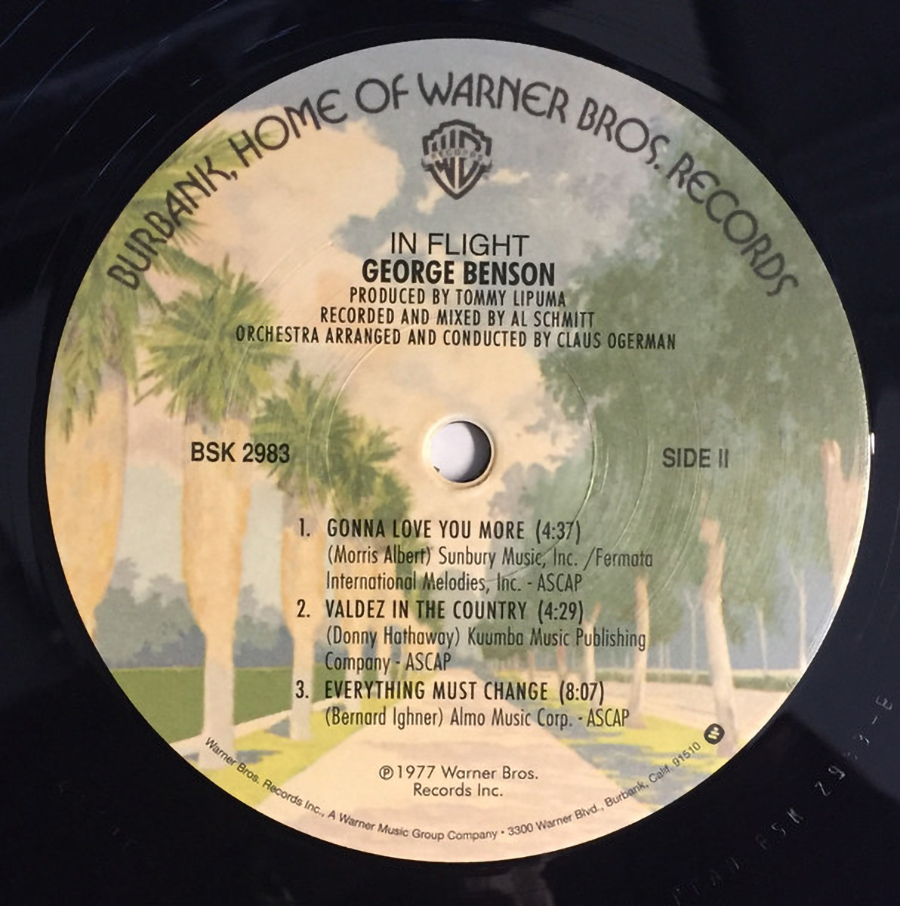 BURBANK, HOME OF WARNER BROS. RECORDS
RECORDS
IN FLIGHT
GEORGE BENSON
PRODUCED BY TOMMY LIPUMA
RECORDED AND MIXED BY AL SCHMITT
ORCHESTRA ARRANGED AND CONDUCTED BY CLAUS OGERMAN
BSK 2983
SIDE II
1. GONNA LOVE YOU MORE (4:37)
(Morris Albert) Sunbury Music, Inc. /Fermata
International Melodies, Inc. - ASCAP
2. VALDEZ IN THE COUNTRY (4:29)
(Donny Hathaway) Kuumba Music Publishing
Company - ASCAP
3. EVERYTHING MUST CHANGE (8:07)
(Bernard Ighner) Almo Music Corp. - ASCAP
℗1977 Warner Bros.
Records Inc.
Warner Bros. Records Inc., A Warner Music Group Company • 3300 Warner Blvd., Burbank, Calif. 91510